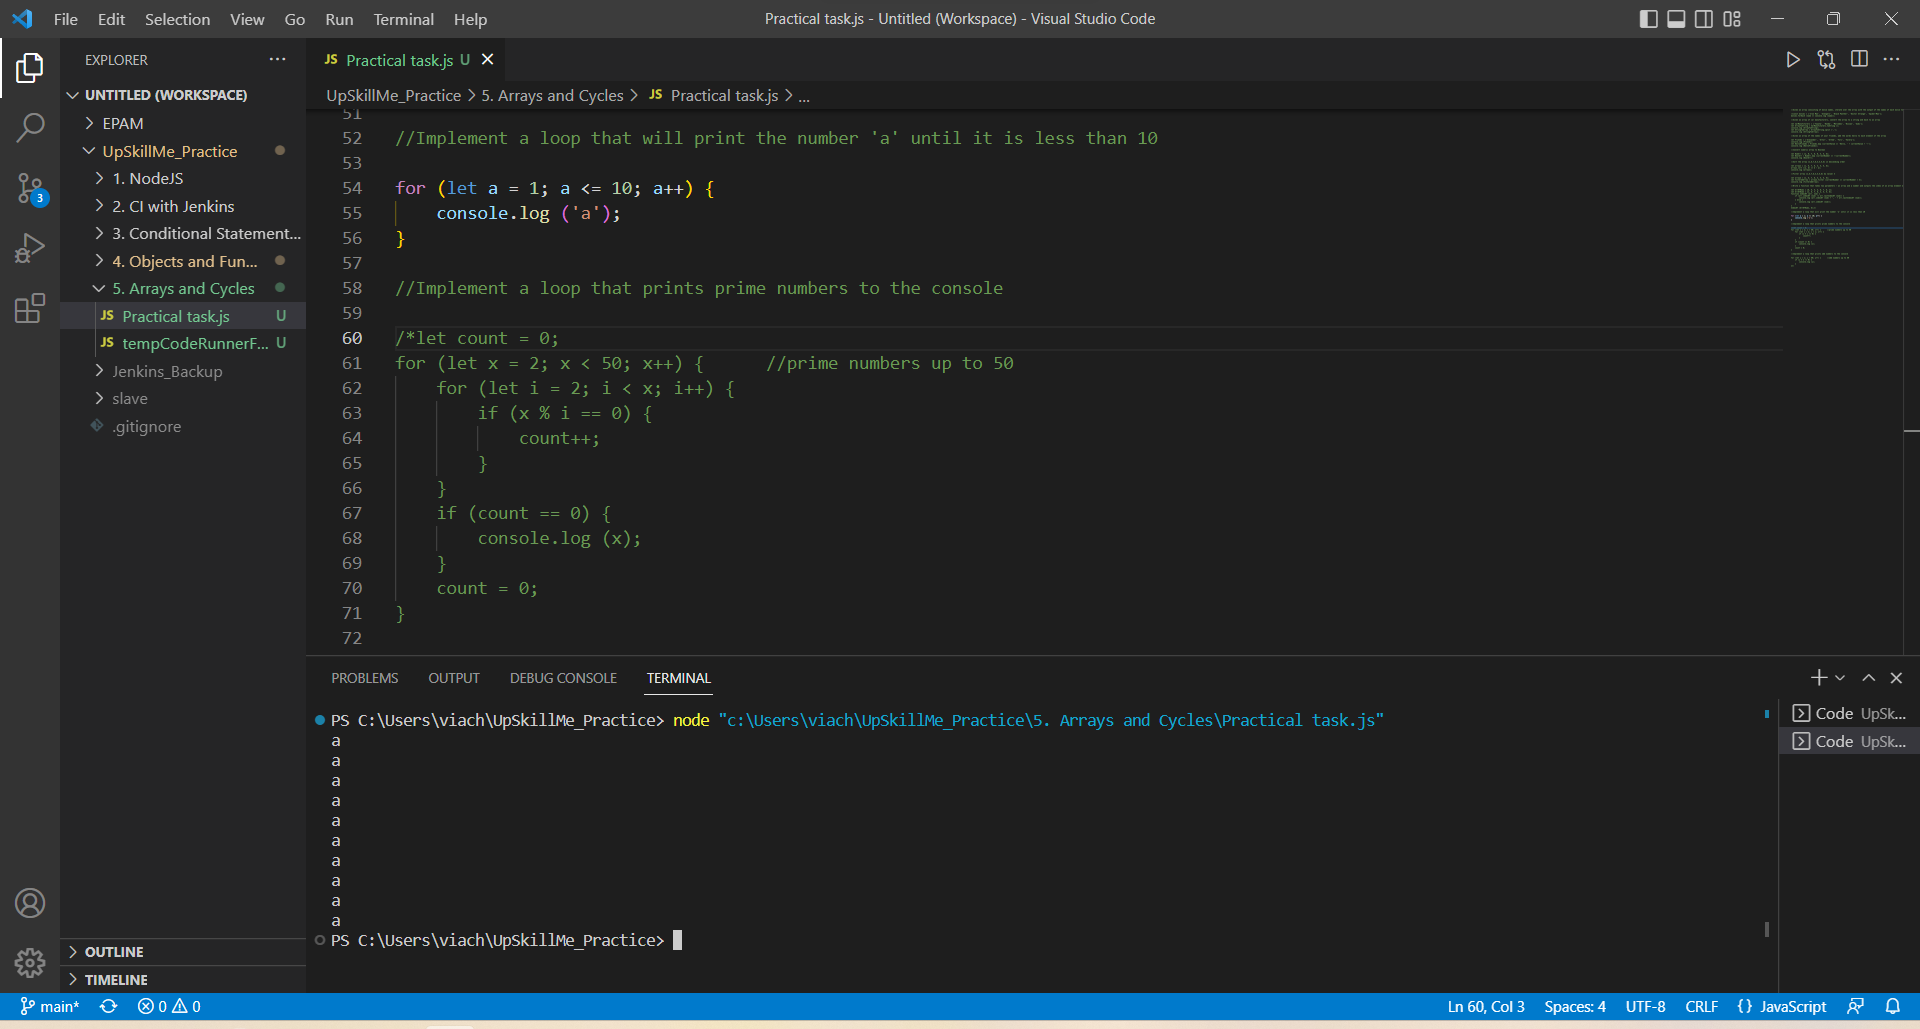 File Edit Selection View Go Run Terminal Help
Practical task.js - Untitled (Workspace) - Visual Studio Code
EXPLORER
UNTITLED (WORKSPACE)
EPAM
UpSkillMe_Practice
1. NodeJS
3
2. CI with Jenkins
3. Conditional Statement...
4. Objects and Fun...
5. Arrays and Cycles
JS Practical task.js U
JS tempCodeRunnerF... U
Jenkins_Backup
slave
.gitignore
OUTLINE
TIMELINE
JS Practical task.js U
UpSkillMe_Practice > 5. Arrays and Cycles > JS Practical task.js > ...
51
52 //Implement a loop that will print the number 'a' until it is less than 10
53
54 for (let a = 1; a <= 10; a++) {
55 console.log ('a');
56 }
57
58 //Implement a loop that prints prime numbers to the console
59
60 /*let count = 0;
61 for (let x = 2; x < 50; x++) { //prime numbers up to 50
62 for (let i = 2; i < x; i++) {
63 if (x % i == 0) {
64 count++;
65 }
66 }
67 if (count == 0) {
68 console.log (x);
69 }
70 count = 0;
71 }
72
PROBLEMS OUTPUT DEBUG CONSOLE TERMINAL
PS C:\Users\viach\UpSkillMe_Practice> node "c:\Users\viach\UpSkillMe_Practice\5. Arrays and Cycles\Practical task.js"
a
a
a
a
a
a
a
a
a
a
PS C:\Users\viach\UpSkillMe_Practice>
Code UpSk...
Code UpSk...
main* 0 0
Ln 60, Col 3 Spaces: 4 UTF-8 CRLF {} JavaScript